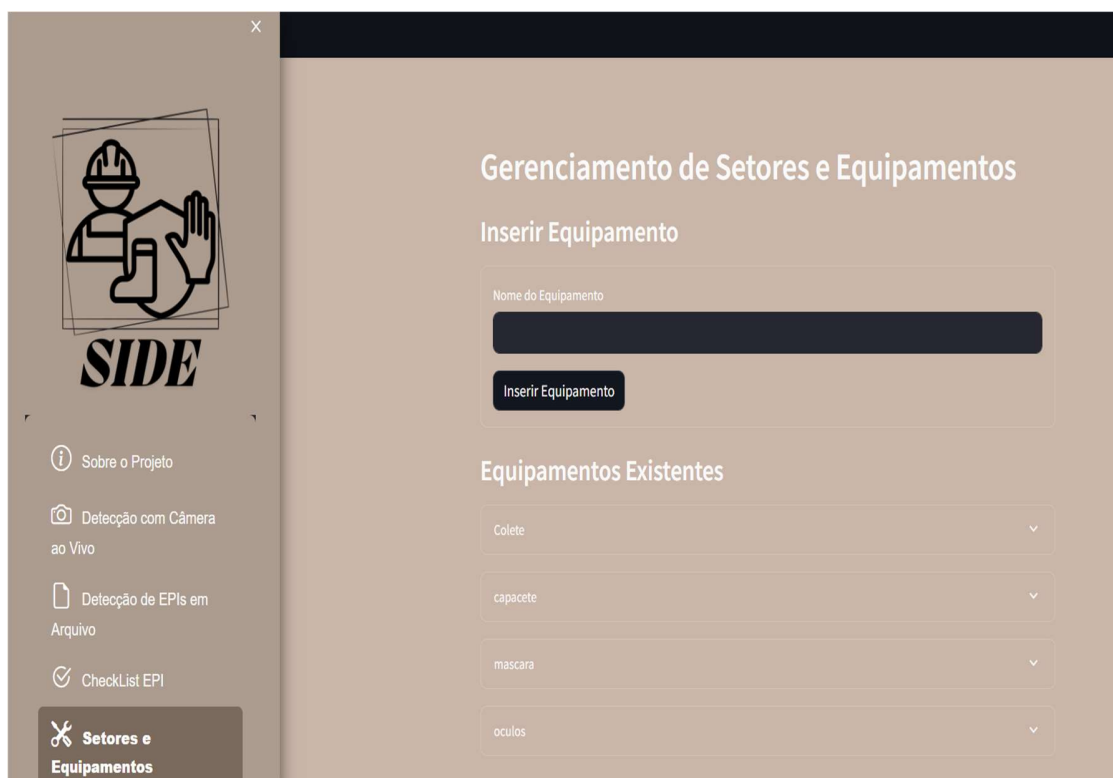 X
SIDE
Sobre o Projeto
Detecção com Câmera
ao Vivo
Detecção de EPIs em
Arquivo
CheckList EPI
Setores e
Equipamentos
Gerenciamento de Setores e Equipamentos
Inserir Equipamento
Nome do Equipamento
Inserir Equipamento
Equipamentos Existentes
Colete
capacete
mascara
oculos